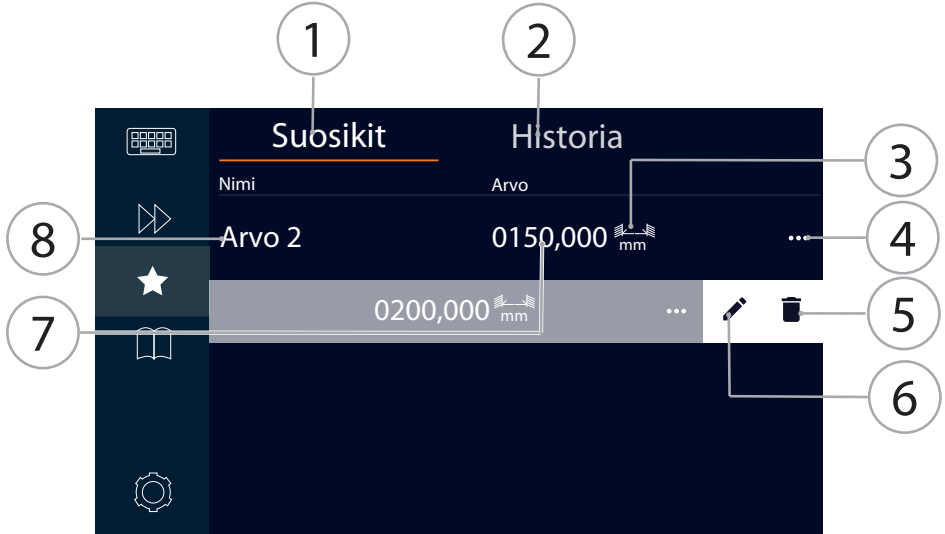 1 2
Suosikit Historia
3
Nimi Arvo
8 Arvo 2 0150,000 mm ... 4
0200,000 mm ... 5
7
6